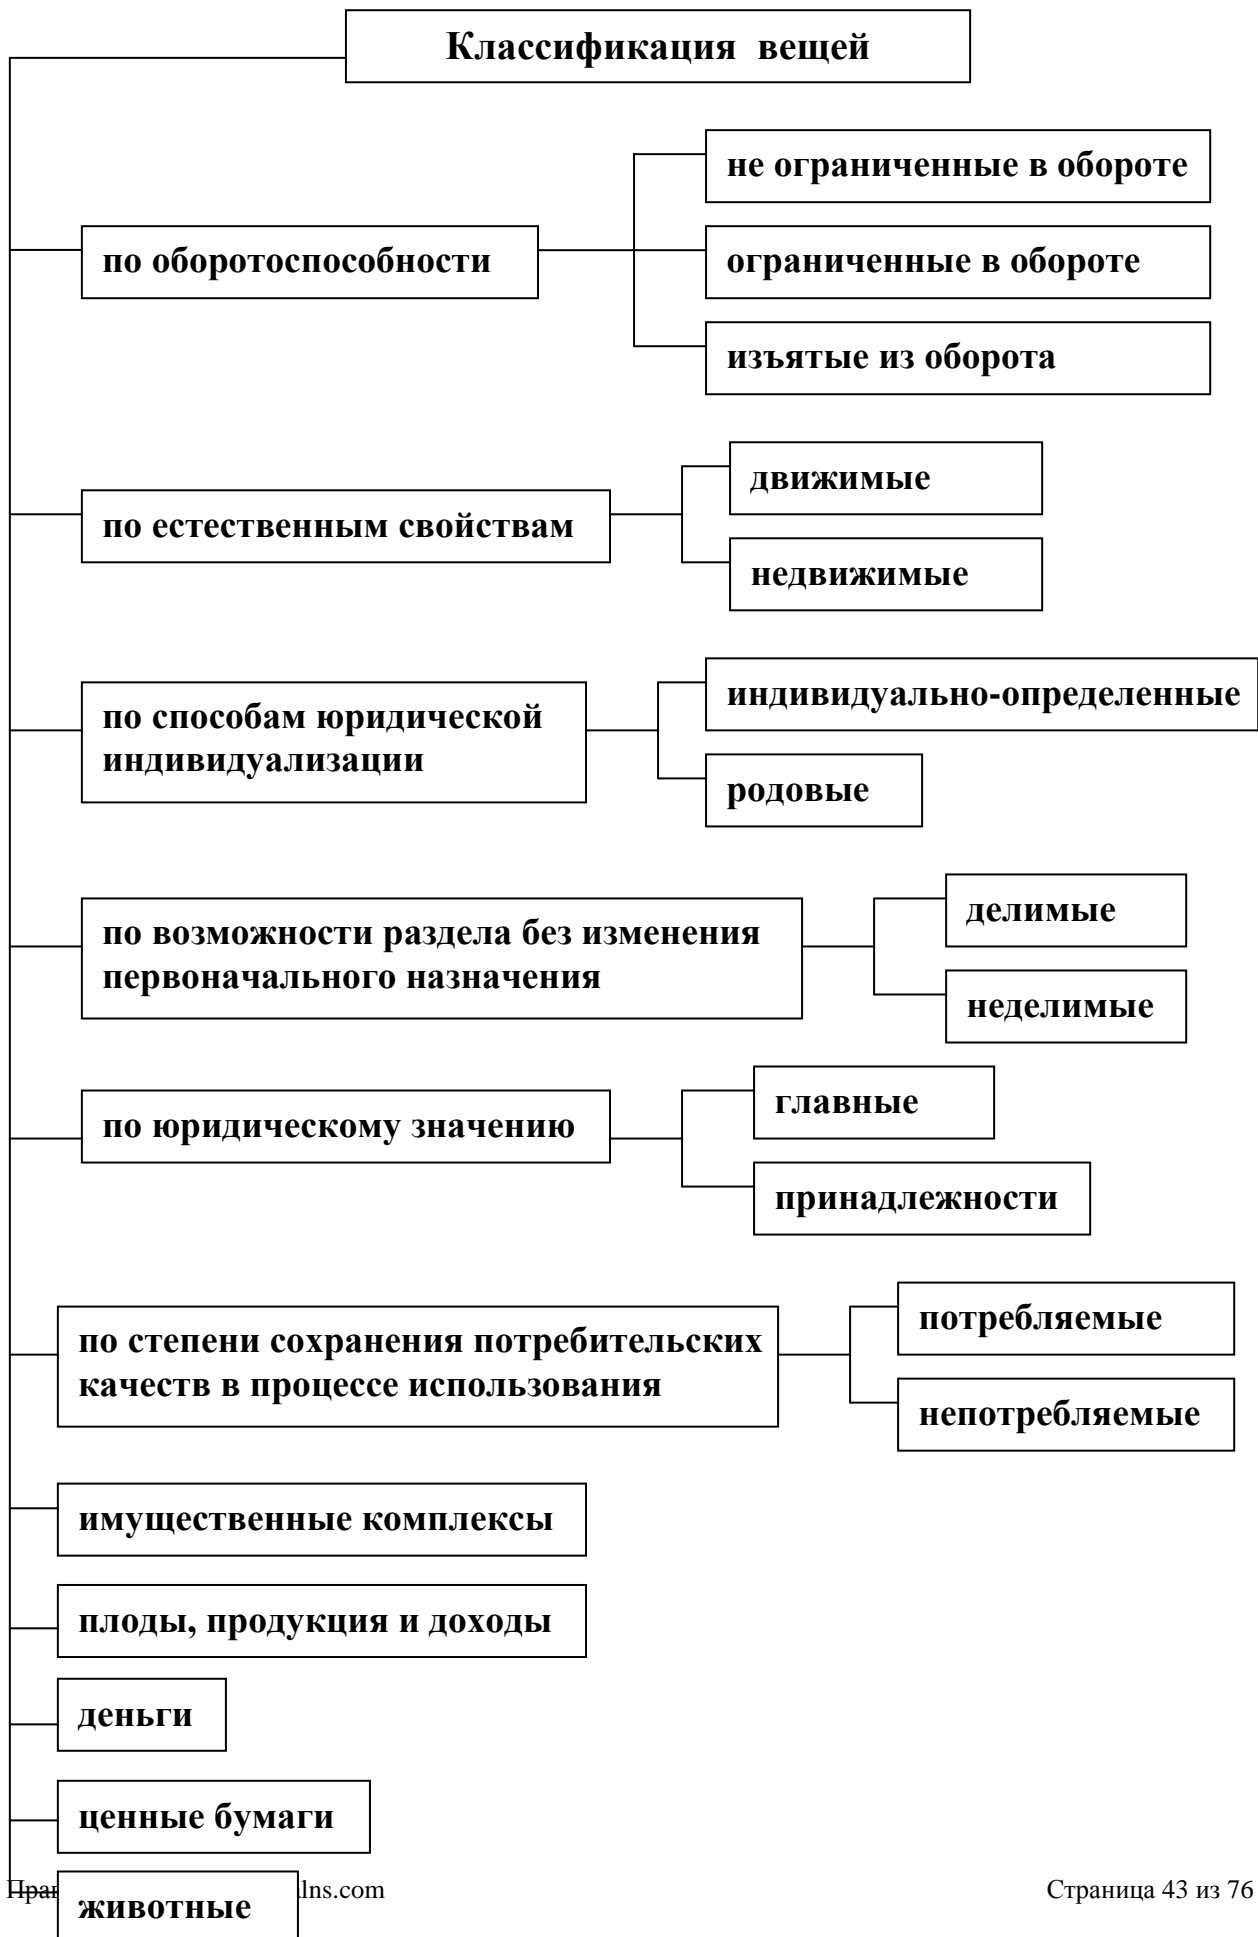 Классификация вещей
не ограниченные в обороте
по оборотоспособности
ограниченные в обороте
изъятые из оборота
движимые
по естественным свойствам
недвижимые
индивидуально-определенные
по способам юридической
индивидуализации
родовые
делимые
по возможности раздела без изменения
первоначального назначения
неделимые
главные
по юридическому значению
принадлежности
потребляемые
по степени сохранения потребительских
качеств в процессе использования
непотребляемые
имущественные комплексы
плоды, продукция и доходы
деньги
ценные бумаги
lns.com
Страница 43 из 76
животные